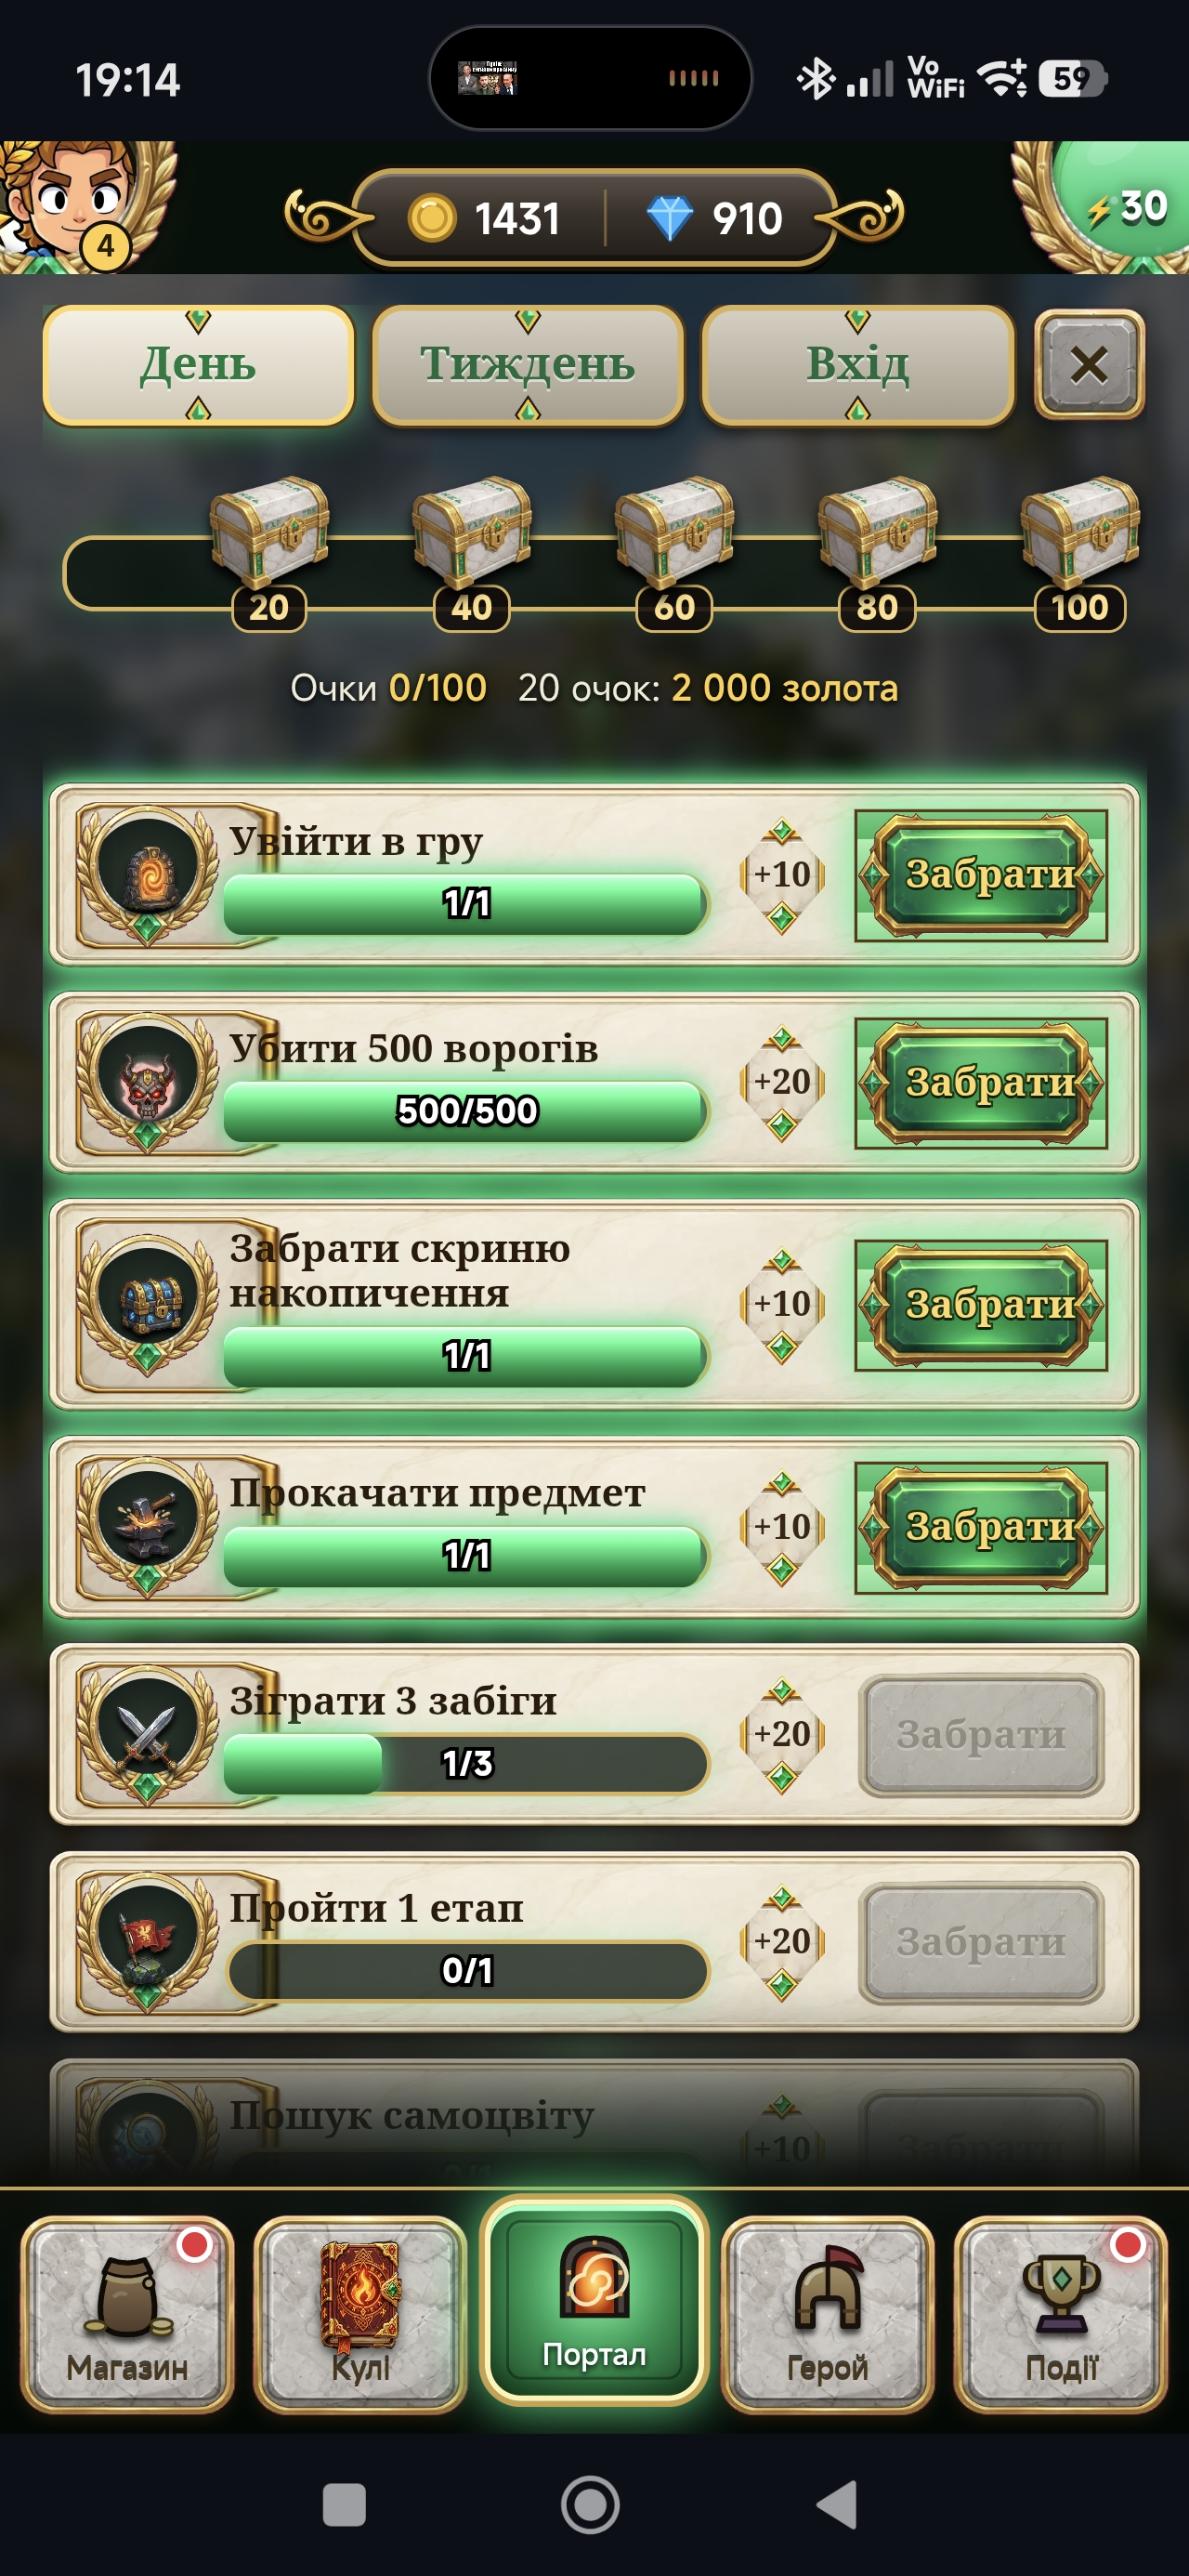 19:14
Vo
WiFi
59
4
1431
910
30
День
Тиждень
Вхід
20
40
60
80
100
Очки 0/100 20 очок: 2 000 золота
Увійти в гру
1/1
+10
Забрати
Убити 500 ворогів
500/500
+20
Забрати
Забрати скриню
накопичення
1/1
+10
Забрати
Прокачати предмет
1/1
+10
Забрати
Зіграти 3 забіги
1/3
+20
Забрати
Пройти 1 етап
0/1
+20
Забрати
Пошук самоцвіту
+10
Забрати
Магазин
Кулі
Портал
Герой
Події